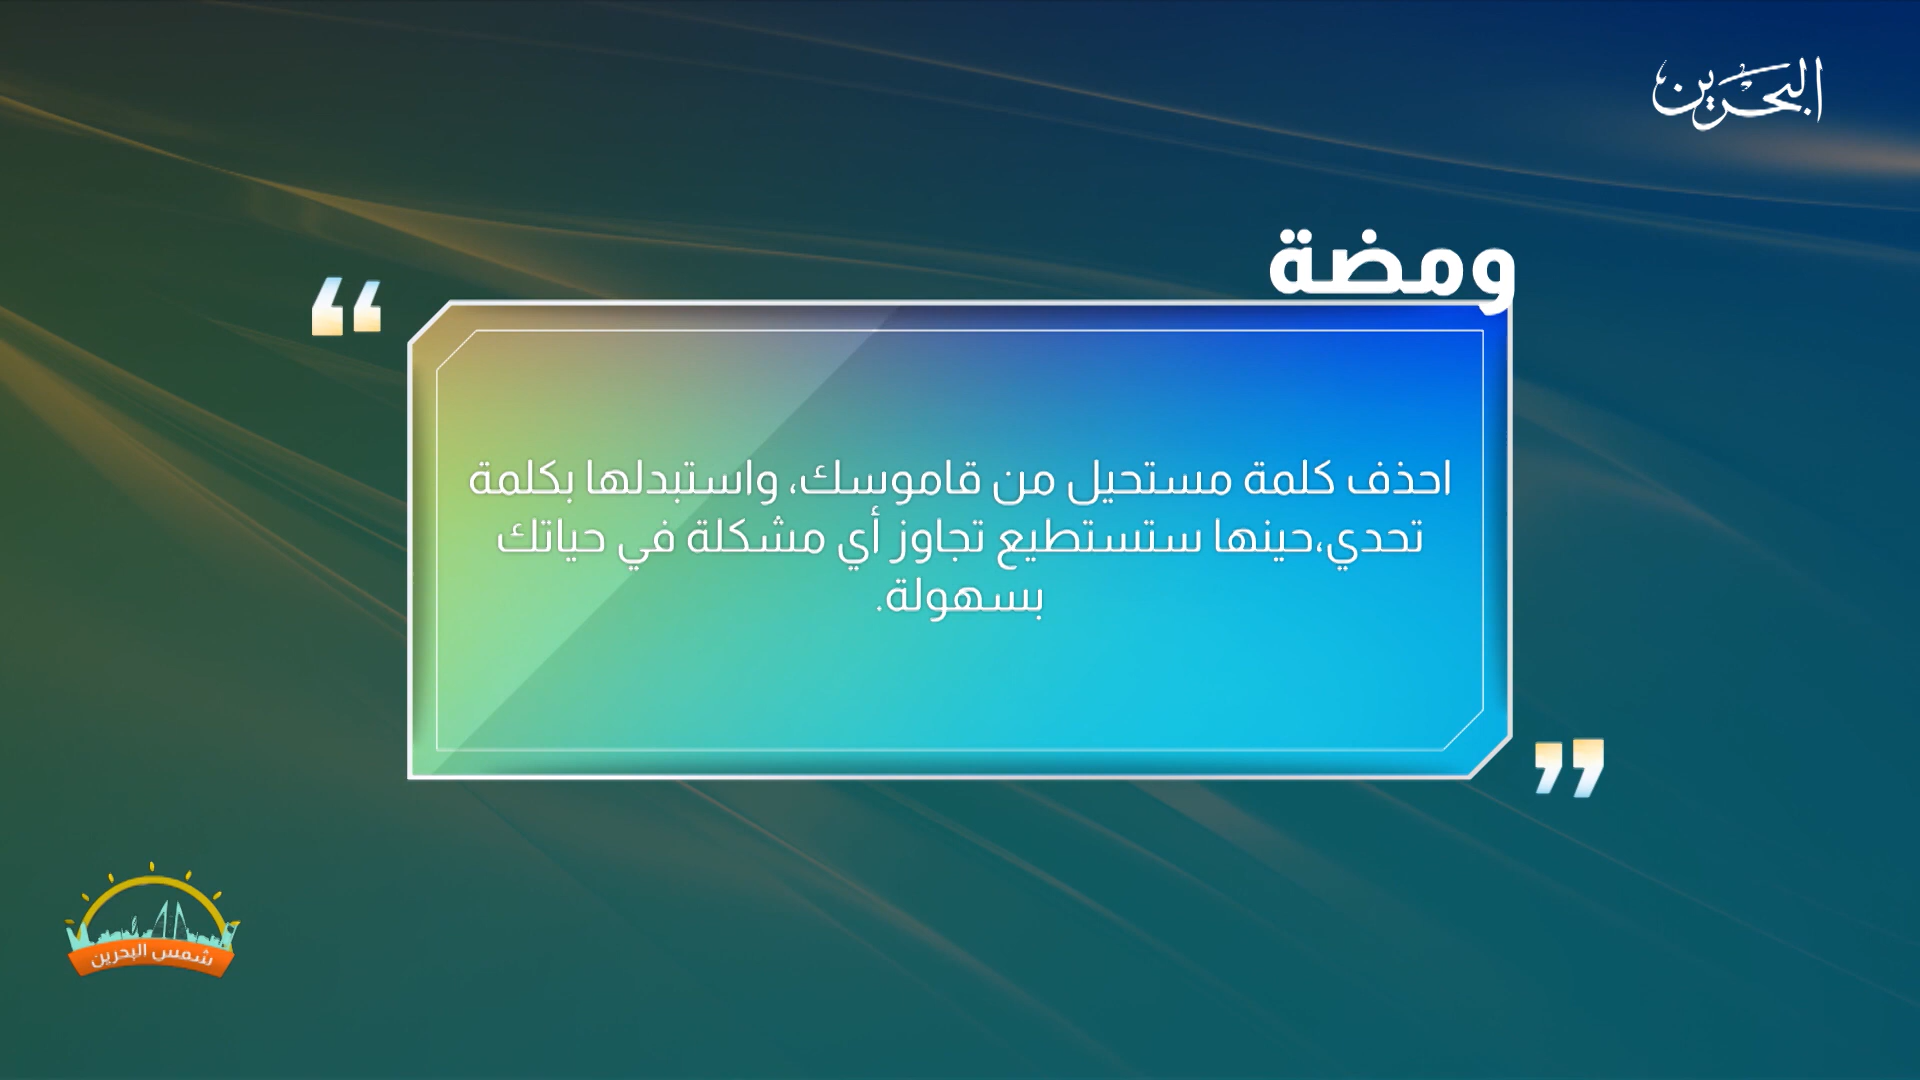 البحرين
ومضة
احذف كلمة مستحيل من قاموسك، واستبدلها بكلمة
تحدي،حينها ستستطيع تجاوز أي مشكلة في حياتك
بسهولة.
شمس البحرين